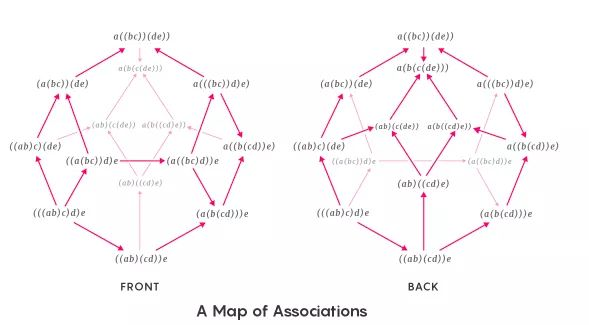 a((bc)(de))
a(b(c(de)))
(a(bc))(de)
a(((bc)d)e)
(ab)(c(de))
a(b((cd)e))
((ab)c)(de)
a((b(cd))e)
((a(bc))d)e
(a((bc)d))e
(ab)((cd)e)
(((ab)c)d)e
(a(b(cd)))e
((ab)(cd))e
FRONT
a((bc)(de))
a(b(c(de)))
(a(bc))(de)
a(((bc)d)e)
(ab)(c(de))
a(b((cd)e))
((ab)c)(de)
a((b(cd))e)
((a(bc))d)e
(a((bc)d))e
(ab)((cd)e)
(((ab)c)d)e
(a(b(cd)))e
((ab)(cd))e
BACK
A Map of Associations